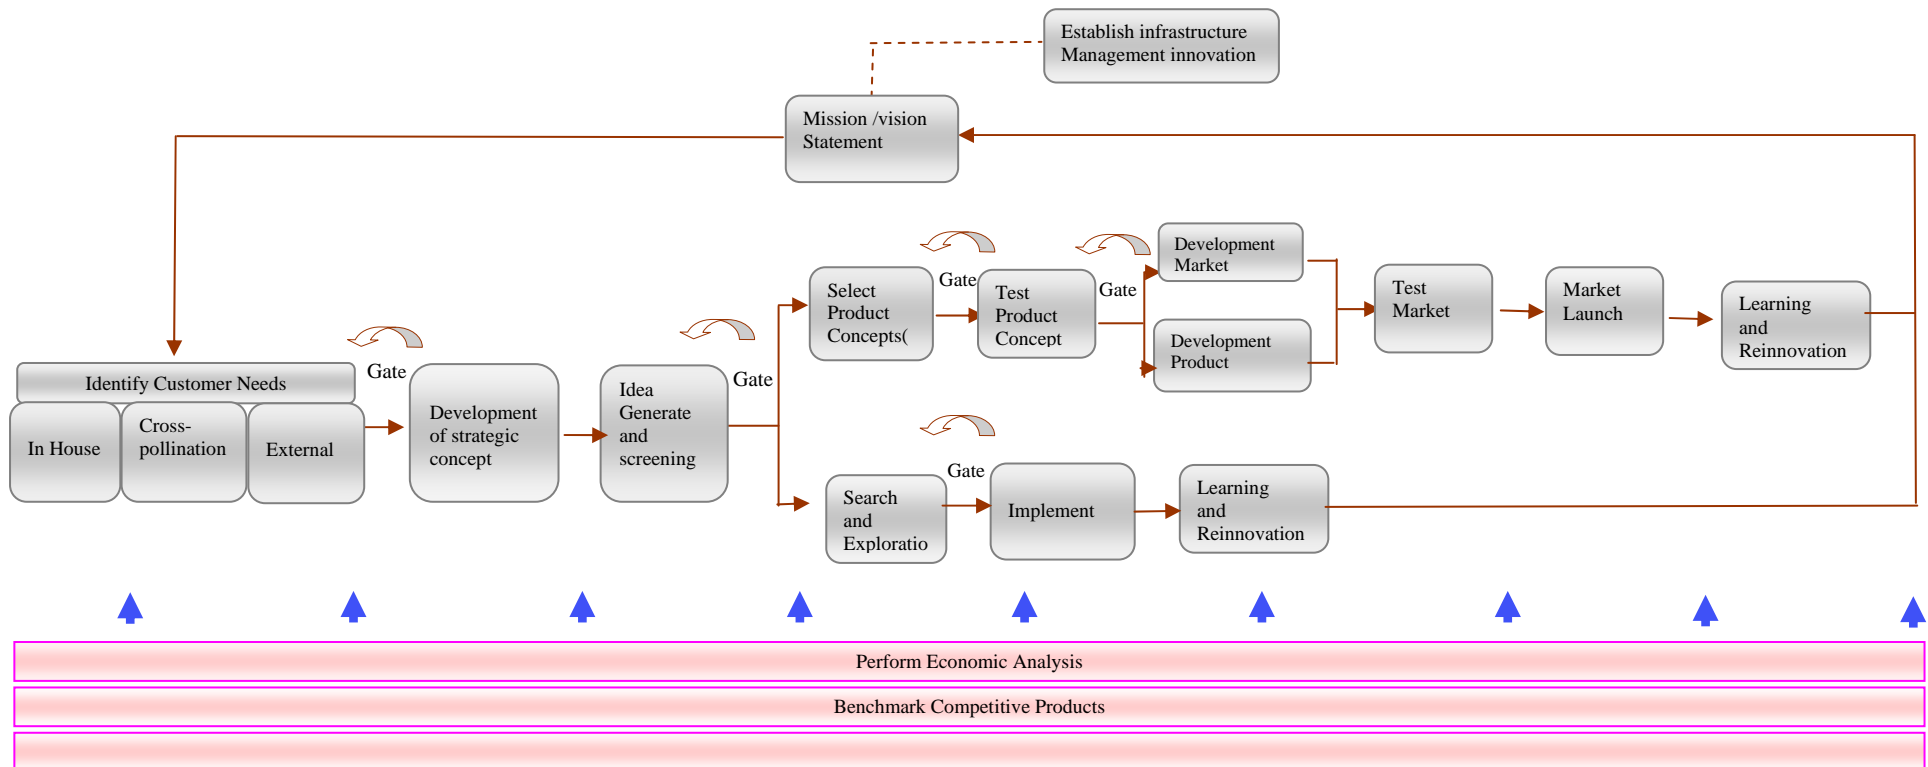 Establish infrastructure
Management innovation
Mission /vision
Statement
Identify Customer Needs
In House
Cross-
pollination
External
Gate
Development
of strategic
concept
Idea
Generate
and
screening
Gate
Select
Product
Concepts(
Gate
Test
Product
Concept
Gate
Development
Market
Development
Product
Test
Market
Market
Launch
Learning
and
Reinnovation
Search
and
Exploratio
Gate
Implement
Learning
and
Reinnovation
Perform Economic Analysis
Benchmark Competitive Products